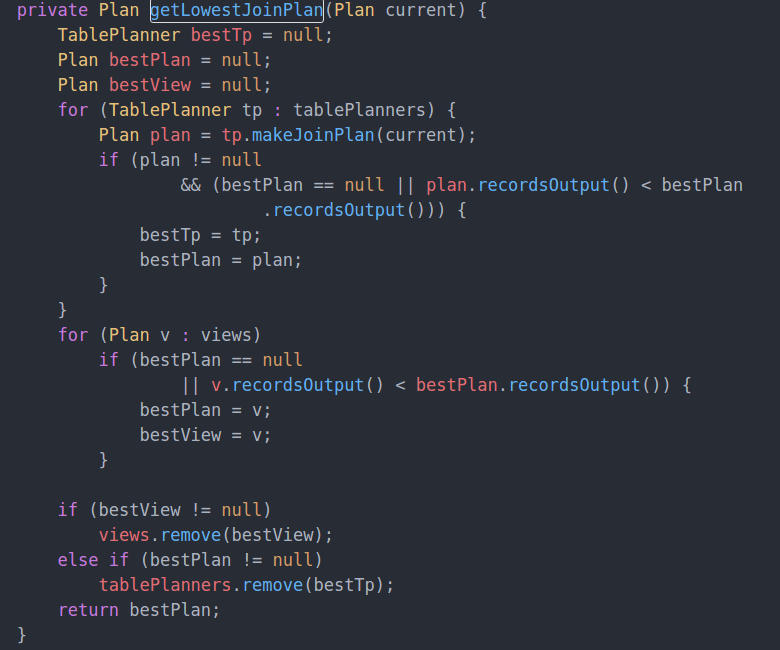 private Plan getLowestJoinPlan(Plan current) {
    TablePlanner bestTp = null;
    Plan bestPlan = null;
    Plan bestView = null;
    for (TablePlanner tp : tablePlanners) {
        Plan plan = tp.makeJoinPlan(current);
        if (plan != null
                && (bestPlan == null || plan.recordsOutput() < bestPlan
                        .recordsOutput())) {
            bestTp = tp;
            bestPlan = plan;
        }
    }
    for (Plan v : views)
        if (bestPlan == null
                || v.recordsOutput() < bestPlan.recordsOutput()) {
            bestPlan = v;
            bestView = v;
        }

    if (bestView != null)
        views.remove(bestView);
    else if (bestPlan != null)
        tablePlanners.remove(bestTp);
    return bestPlan;
}